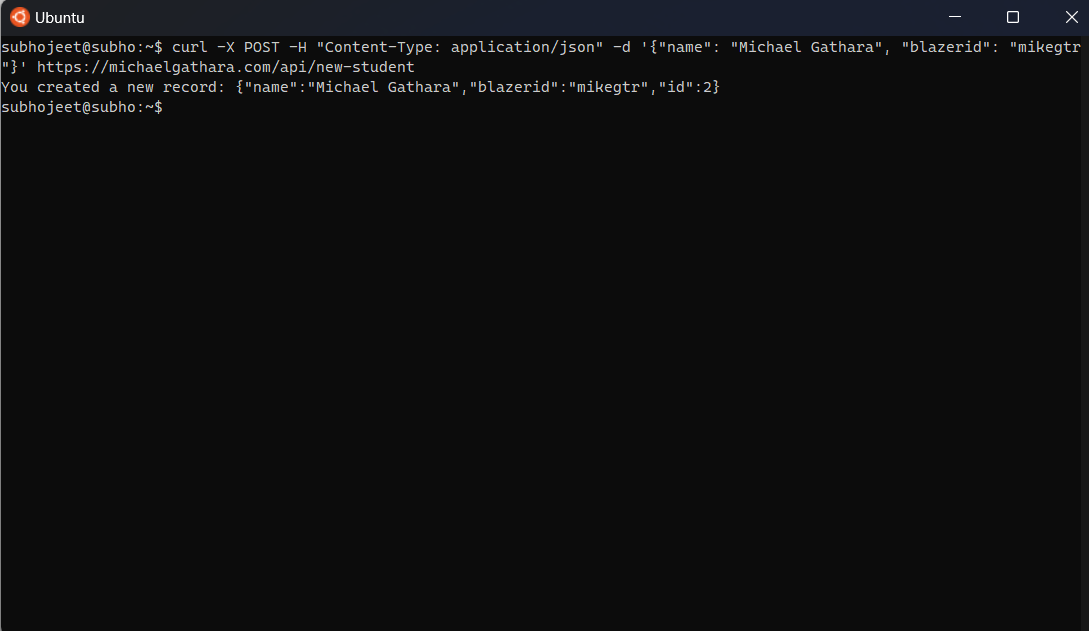 Ubuntu
subhojeet@subho:~$ curl -X POST -H "Content-Type: application/json" -d '{"name": "Michael Gathara", "blazerid": "mikegtr
"}' https://michaelgathara.com/api/new-student
You created a new record: {"name":"Michael Gathara","blazerid":"mikegtr","id":2}
subhojeet@subho:~$